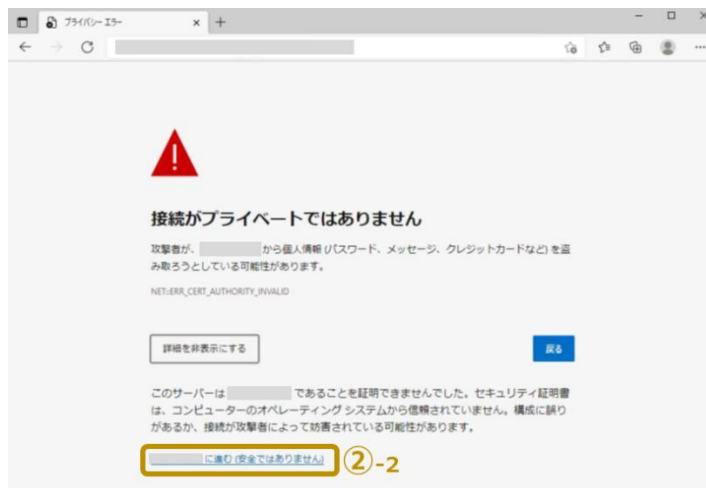 プライバシー エラー
接続がプライベートではありません
攻撃者が、 から個人情報 (パスワード、メッセージ、クレジットカードなど) を盗
み取ろうとしている可能性があります。
NET::ERR_CERT_AUTHORITY_INVALID
詳細を非表示にする
戻る
このサーバーは であることを証明できませんでした。セキュリティ証明書
は、コンピューターのオペレーティング システムから信頼されていません。構成に誤り
があるか、接続が攻撃者によって妨害されている可能性があります。
に進む (安全ではありません)
②-2